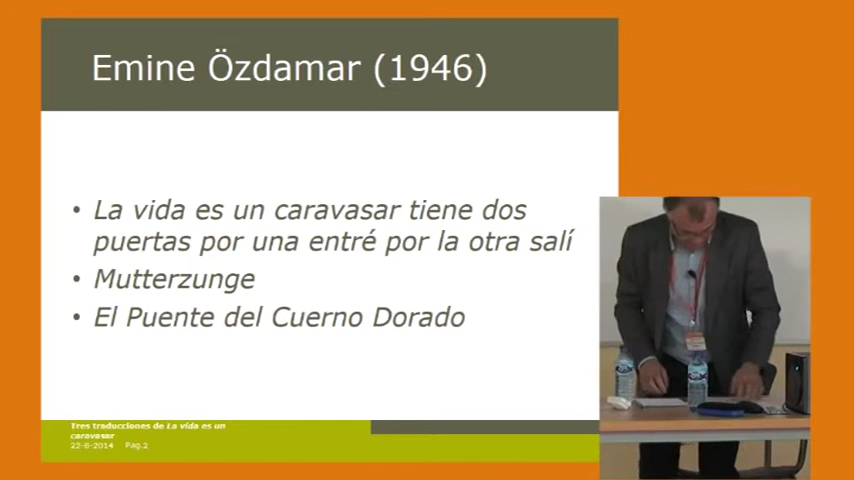 Emine Özdamar (1946)
• La vida es un caravasar tiene dos
puertas por una entré por la otra salí
• Mutterzunge
• El Puente del Cuerno Dorado
Tres traducciones de La vida es un
caravasar
22-6-2014 Pag.2